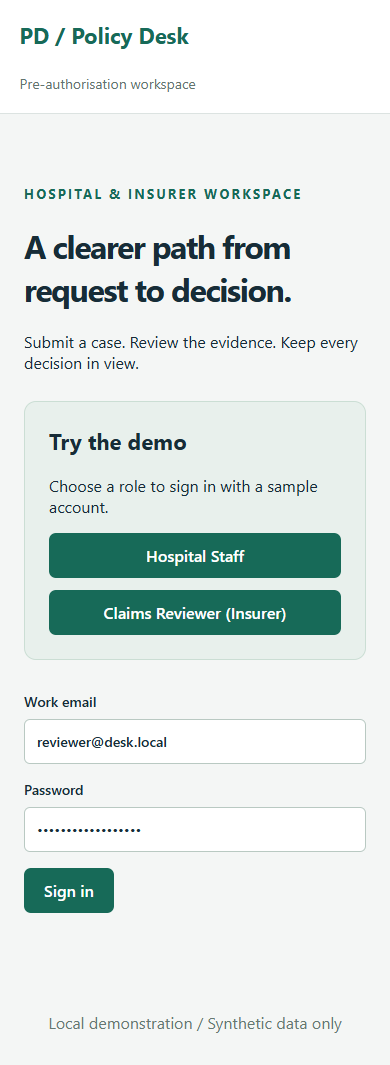 PD / Policy Desk
Pre-authorisation workspace
HOSPITAL & INSURER WORKSPACE
A clearer path from
request to decision.
Submit a case. Review the evidence. Keep every
decision in view.
Try the demo
Choose a role to sign in with a sample
account.
Hospital Staff
Claims Reviewer (Insurer)
Work email
reviewer@desk.local
Password
••••••••••••••••••
Sign in
Local demonstration / Synthetic data only